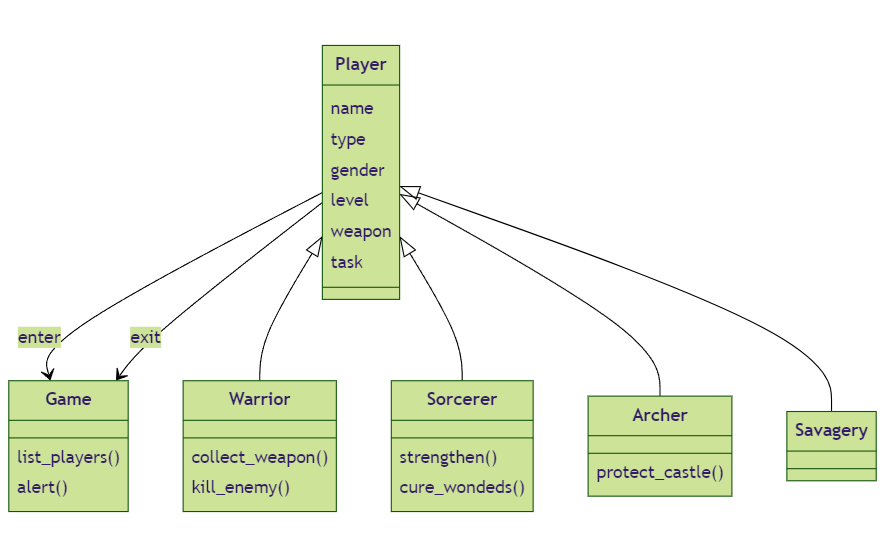 Player
name
type
gender
level
weapon
task
enter
exit
Game
list_players()
alert()
Warrior
collect_weapon()
kill_enemy()
Sorcerer
strengthen()
cure_wondeds()
Archer
protect_castle()
Savagery